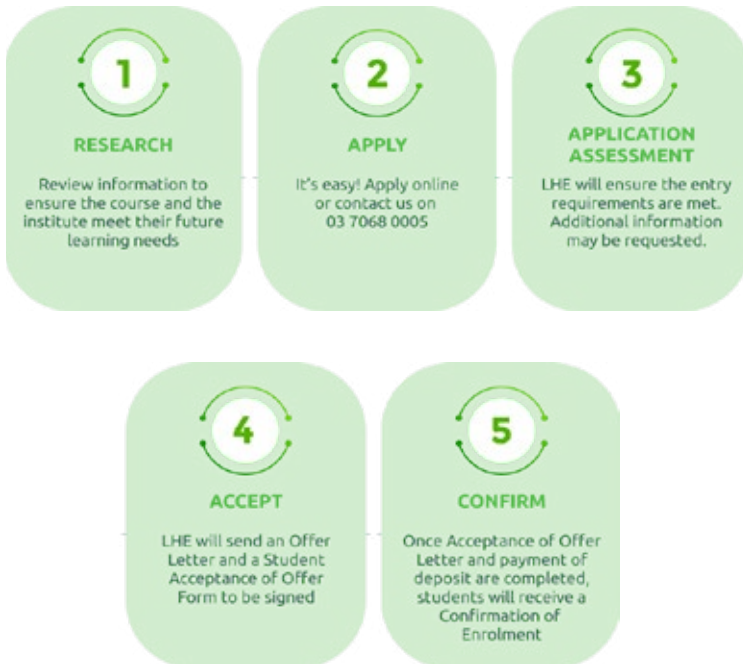 1
RESEARCH
Review information to
ensure the course and the
institute meet their future
learning needs
2
APPLY
It's easy! Apply online
or contact us on
03 7068 0005
3
APPLICATION
ASSESSMENT
LHE will ensure the entry
requirements are met.
Additional information
may be requested.
4
ACCEPT
LHE will send an Offer
Letter and a Student
Acceptance of Offer
Form to be signed
5
CONFIRM
Once Acceptance of Offer
Letter and payment of
deposit are completed,
students will receive a
Confirmation of
Enrolment